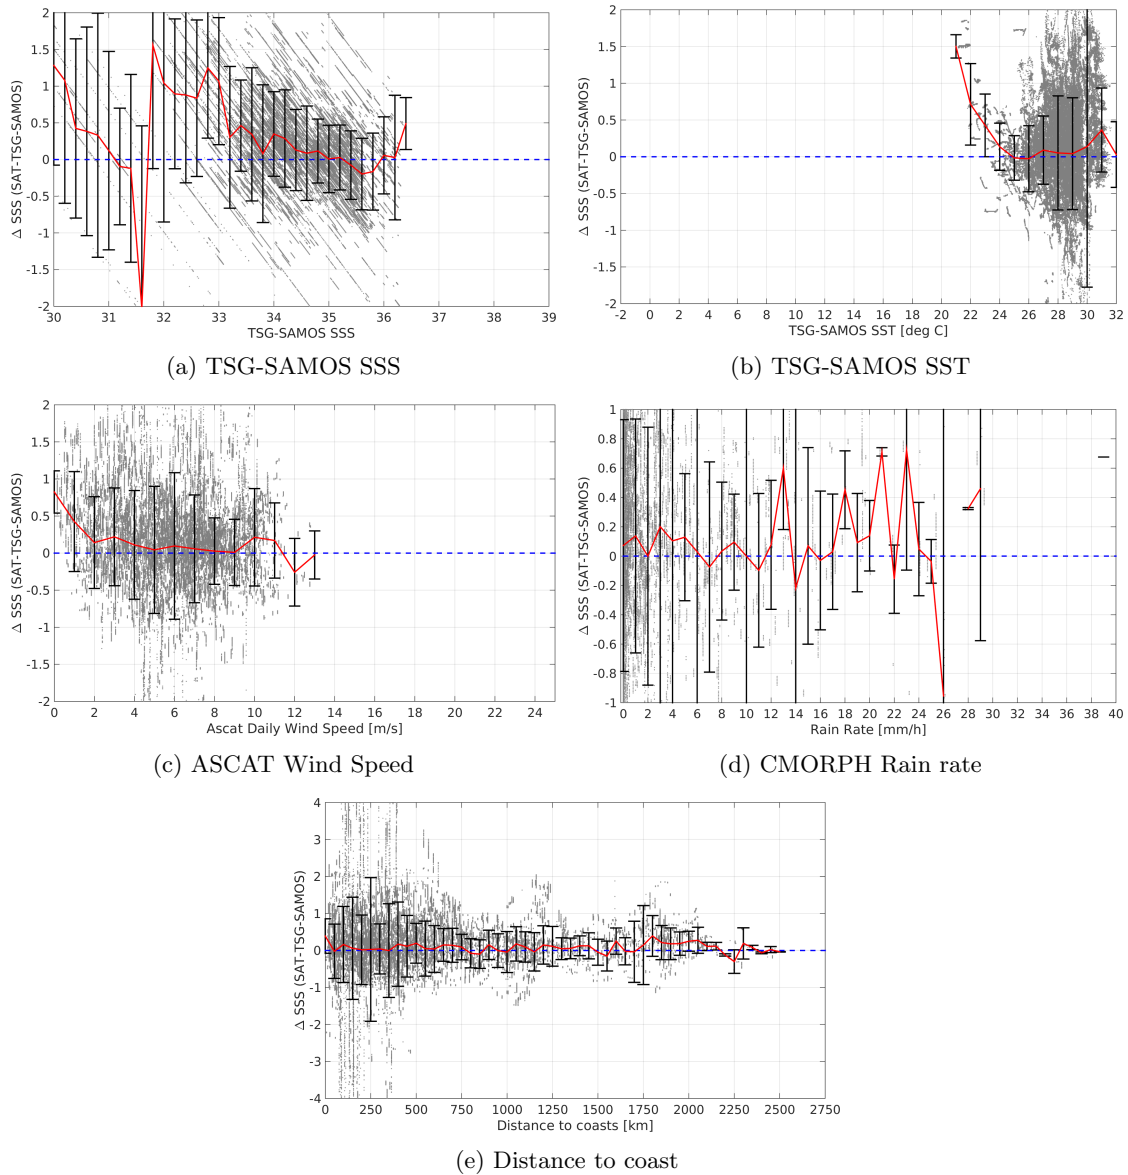 2
1.5
1
0.5
0
-0.5
-1
-1.5
-2
Δ SSS (SAT-TSG-SAMOS)
30 31 32 33 34 35 36 37 38 39
TSG-SAMOS SSS
(a) TSG-SAMOS SSS
2
1.5
1
0.5
0
-0.5
-1
-1.5
-2
Δ SSS (SAT-TSG-SAMOS)
-2 0 2 4 6 8 10 12 14 16 18 20 22 24 26 28 30 32
TSG-SAMOS SST [deg C]
(b) TSG-SAMOS SST
2
1.5
1
0.5
0
-0.5
-1
-1.5
-2
Δ SSS (SAT-TSG-SAMOS)
0 2 4 6 8 10 12 14 16 18 20 22 24
Ascat Daily Wind Speed [m/s]
(c) ASCAT Wind Speed
1
0.8
0.6
0.4
0.2
0
-0.2
-0.4
-0.6
-0.8
-1
Δ SSS (SAT-TSG-SAMOS)
0 2 4 6 8 10 12 14 16 18 20 22 24 26 28 30 32 34 36 38 40
Rain Rate [mm/h]
(d) CMORPH Rain rate
4
3
2
1
0
-1
-2
-3
-4
Δ SSS (SAT-TSG-SAMOS)
0 250 500 750 1000 1250 1500 1750 2000 2250 2500 2750
Distance to coasts [km]
(e) Distance to coast